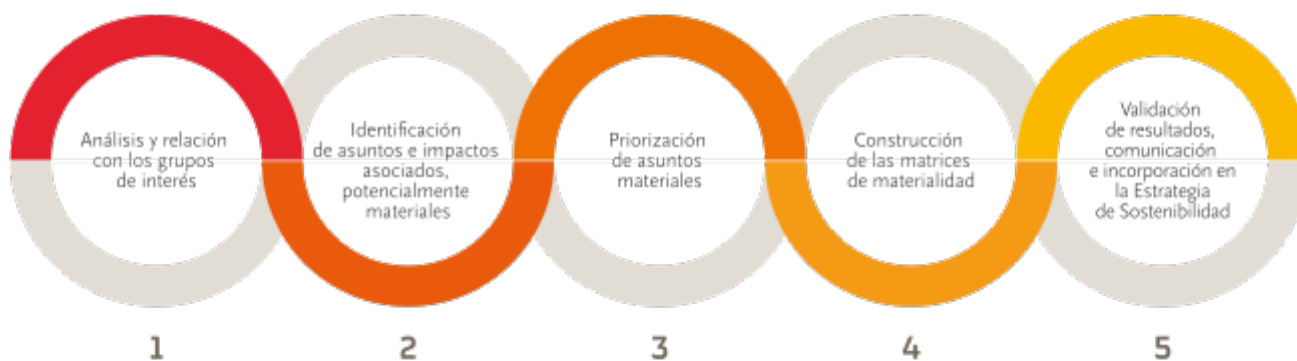 Análisis y relación
con los grupos
de interés
Identificación
de asuntos e impactos
asociados,
potencialmente
materiales
Priorización
de asuntos
materiales
Construcción
de las matrices
de materialidad
Validación
de resultados,
comunicación
e incorporación en
la Estrategia
de Sostenibilidad
1
2
3
4
5